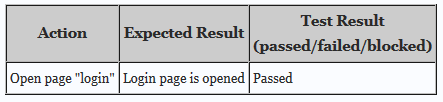 Action Expected Result Test Result
(passed/failed/blocked)
Open page "login" Login page is opened Passed